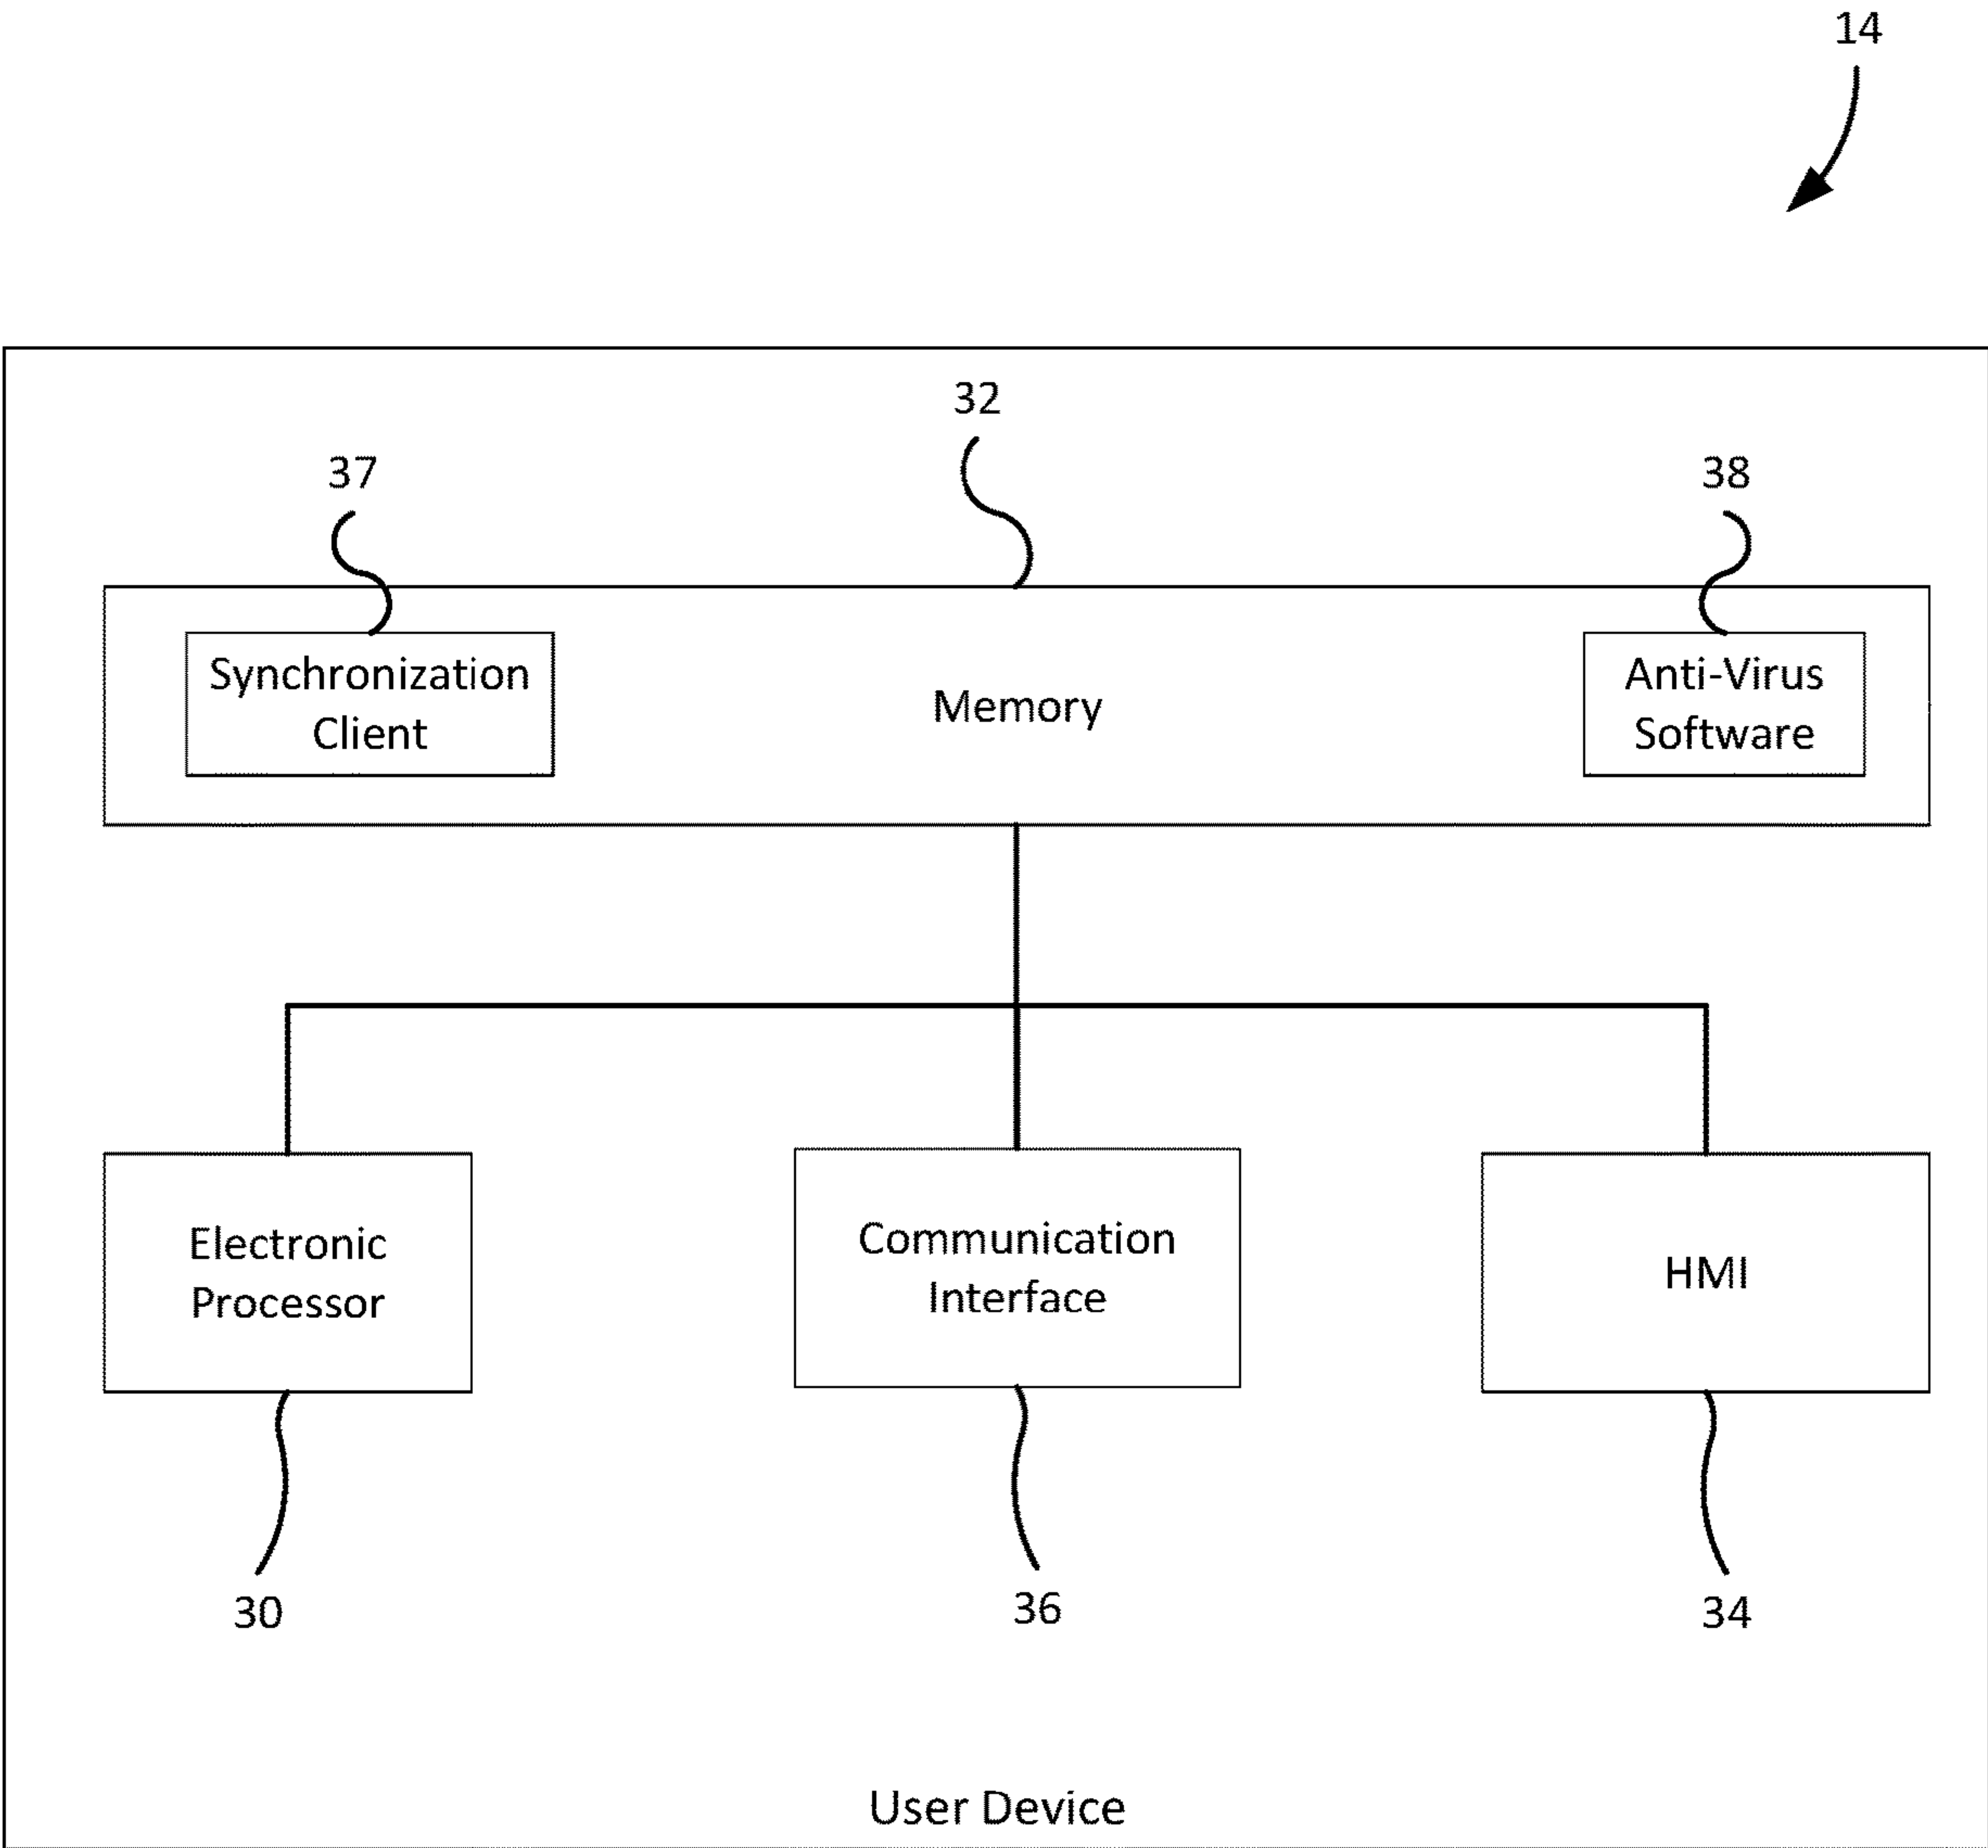 14
32
37
38
Synchronization
Client
Memory
Anti-Virus
Software
Electronic
Processor
Communication
Interface
HMI
30
36
34
User Device